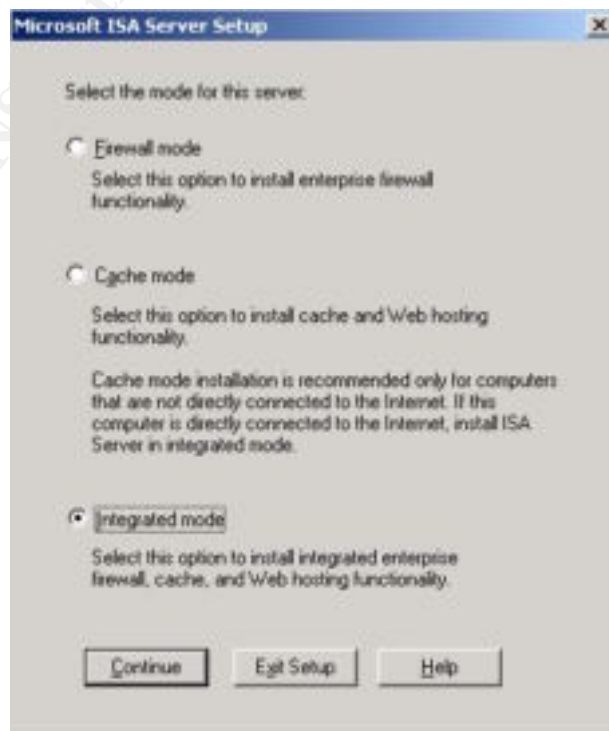 Microsoft ISA Server Setup
Select the mode for this server.
Firewall mode
Select this option to install enterprise firewall
functionality.
Cache mode
Select this option to install cache and Web hosting
functionality.
Cache mode installation is recommended only for computers
that are not directly connected to the Internet. If this
computer is directly connected to the Internet, install ISA
Server in integrated mode.
Integrated mode
Select this option to install integrated enterprise
firewall, cache, and Web hosting functionality.
Continue
Exit Setup
Help